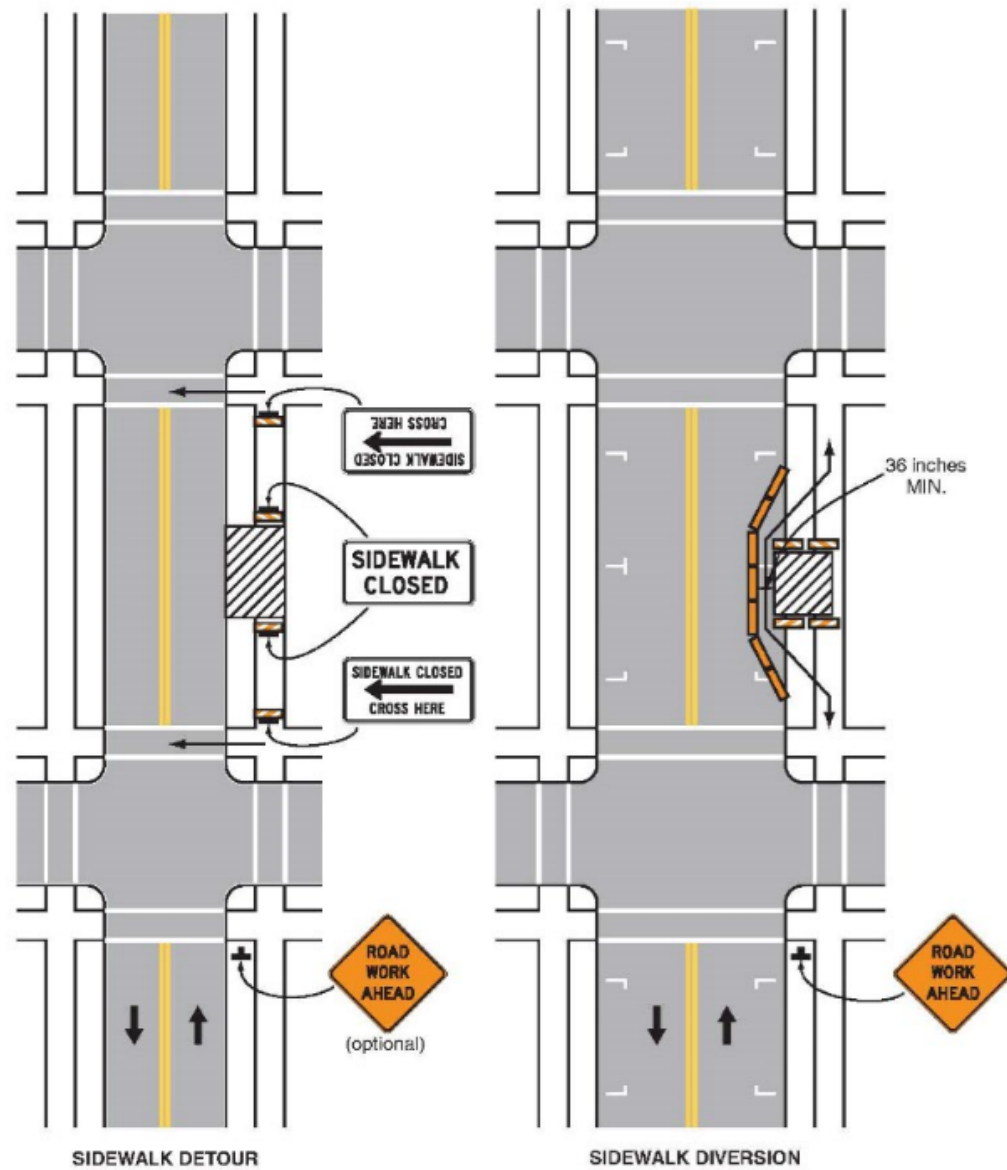 CROSS HERE
SIDEWALK CLOSED
36 inches
MIN.
SIDEWALK
CLOSED
SIDEWALK CLOSED
CROSS HERE
ROAD
WORK
AHEAD
(optional)
ROAD
WORK
AHEAD
SIDEWALK DETOUR
SIDEWALK DIVERSION